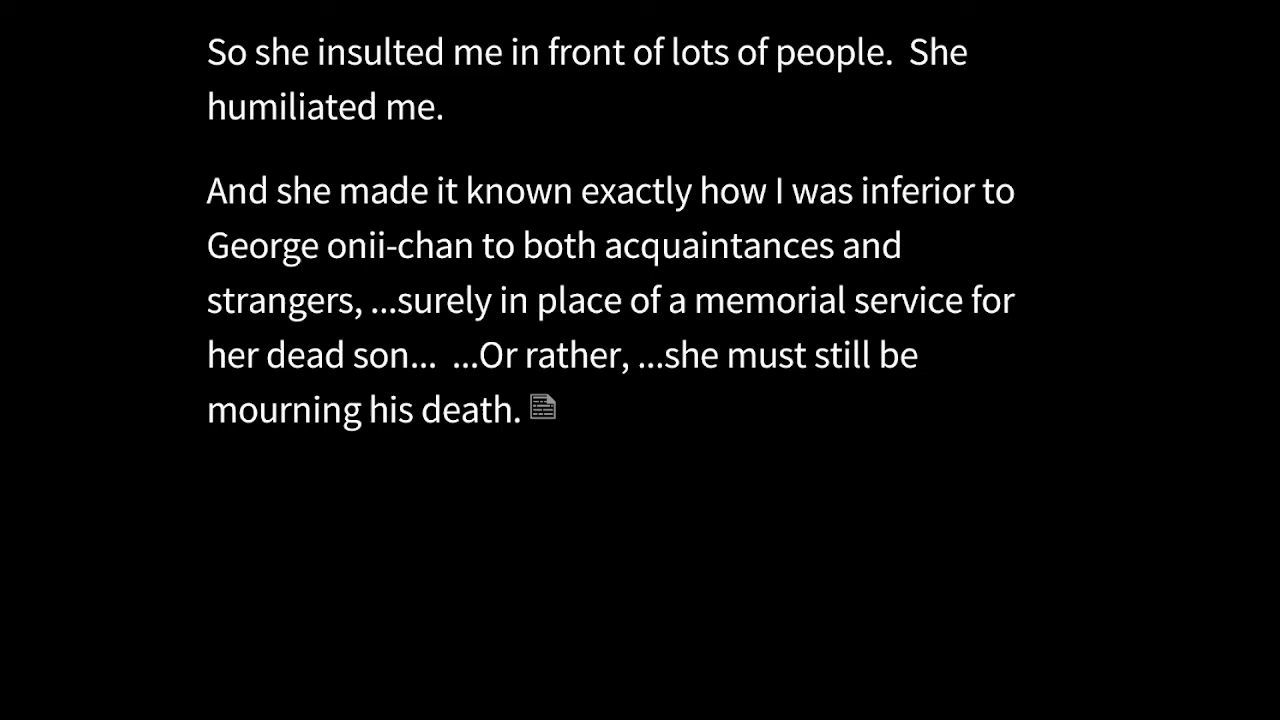 So she insulted me in front of lots of people.  She
humiliated me.
And she made it known exactly how I was inferior to
George onii-chan to both acquaintances and
strangers, ...surely in place of a memorial service for
her dead son...  ...Or rather, ...she must still be
mourning his death.